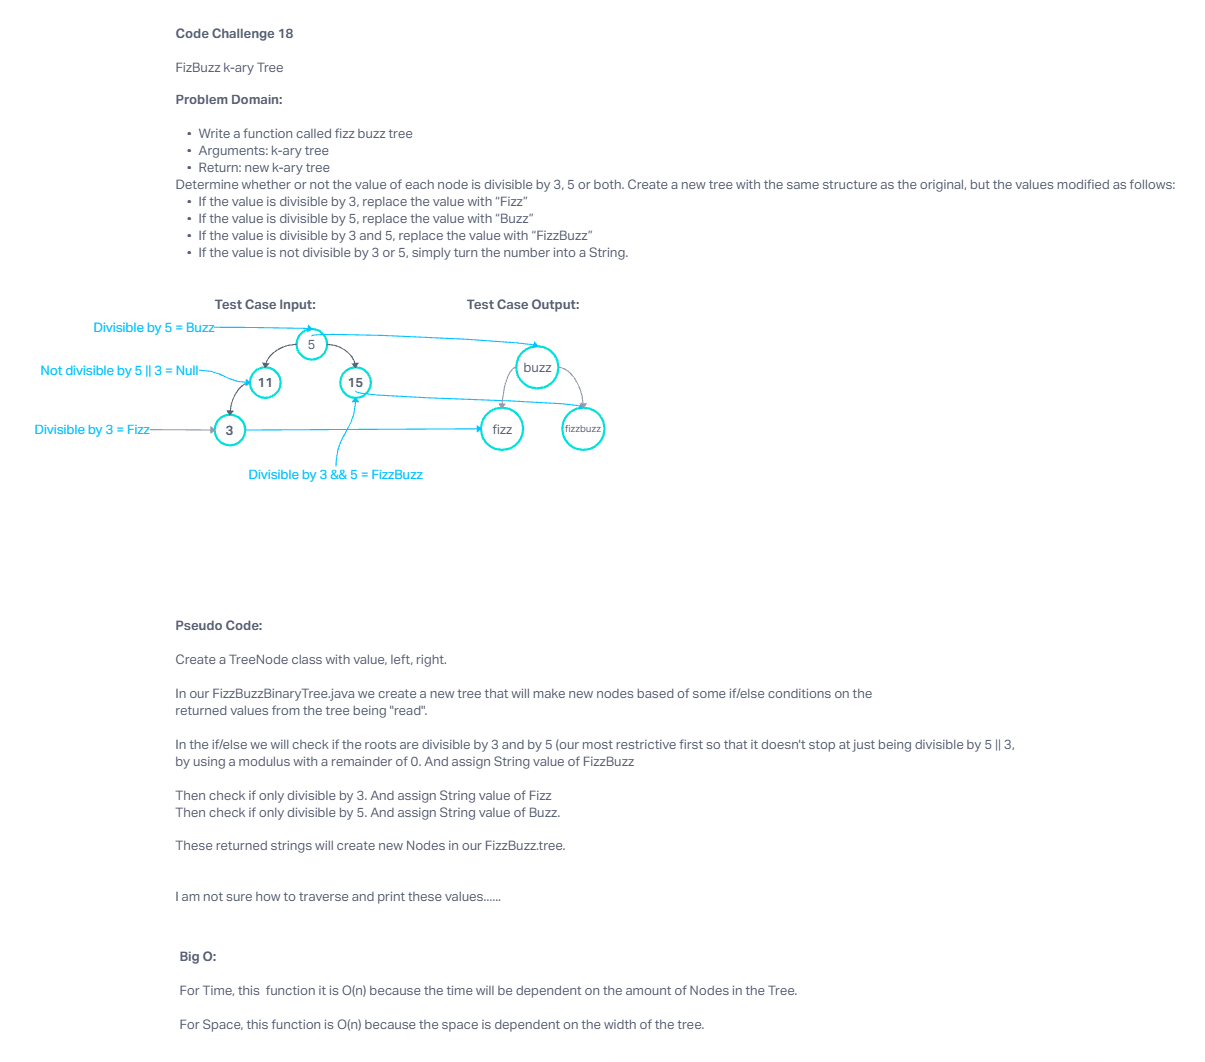 Code Challenge 18
FizBuzz k-ary Tree
Problem Domain:
• Write a function called fizz buzz tree
• Arguments: k-ary tree
• Return: new k-ary tree
Determine whether or not the value of each node is divisible by 3, 5 or both. Create a new tree with the same structure as the original, but the values modified as follows:
• If the value is divisible by 3, replace the value with “Fizz”
• If the value is divisible by 5, replace the value with “Buzz”
• If the value is divisible by 3 and 5, replace the value with “FizzBuzz”
• If the value is not divisible by 3 or 5, simply turn the number into a String.
Test Case Input:
Test Case Output:
Divisible by 5 = Buzz
5
buzz
Not divisible by 5 || 3 = Null
11
15
Divisible by 3 = Fizz
3
fizz
fizzbuzz
Divisible by 3 && 5 = FizzBuzz
Pseudo Code:
Create a TreeNode class with value, left, right.
In our FizzBuzzBinaryTree.java we create a new tree that will make new nodes based of some if/else conditions on the
returned values from the tree being "read".
In the if/else we will check if the roots are divisible by 3 and by 5 (our most restrictive first so that it doesn't stop at just being divisible by 5 || 3,
by using a modulus with a remainder of 0. And assign String value of FizzBuzz
Then check if only divisible by 3. And assign String value of Fizz
Then check if only divisible by 5. And assign String value of Buzz.
These returned strings will create new Nodes in our FizzBuzz.tree.
I am not sure how to traverse and print these values......
Big O:
For Time, this  function it is O(n) because the time will be dependent on the amount of Nodes in the Tree.
For Space, this function is O(n) because the space is dependent on the width of the tree.